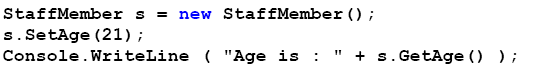 StaffMember s = new StaffMember();
s.SetAge(21);
Console.WriteLine ( "Age is : " + s.GetAge() );